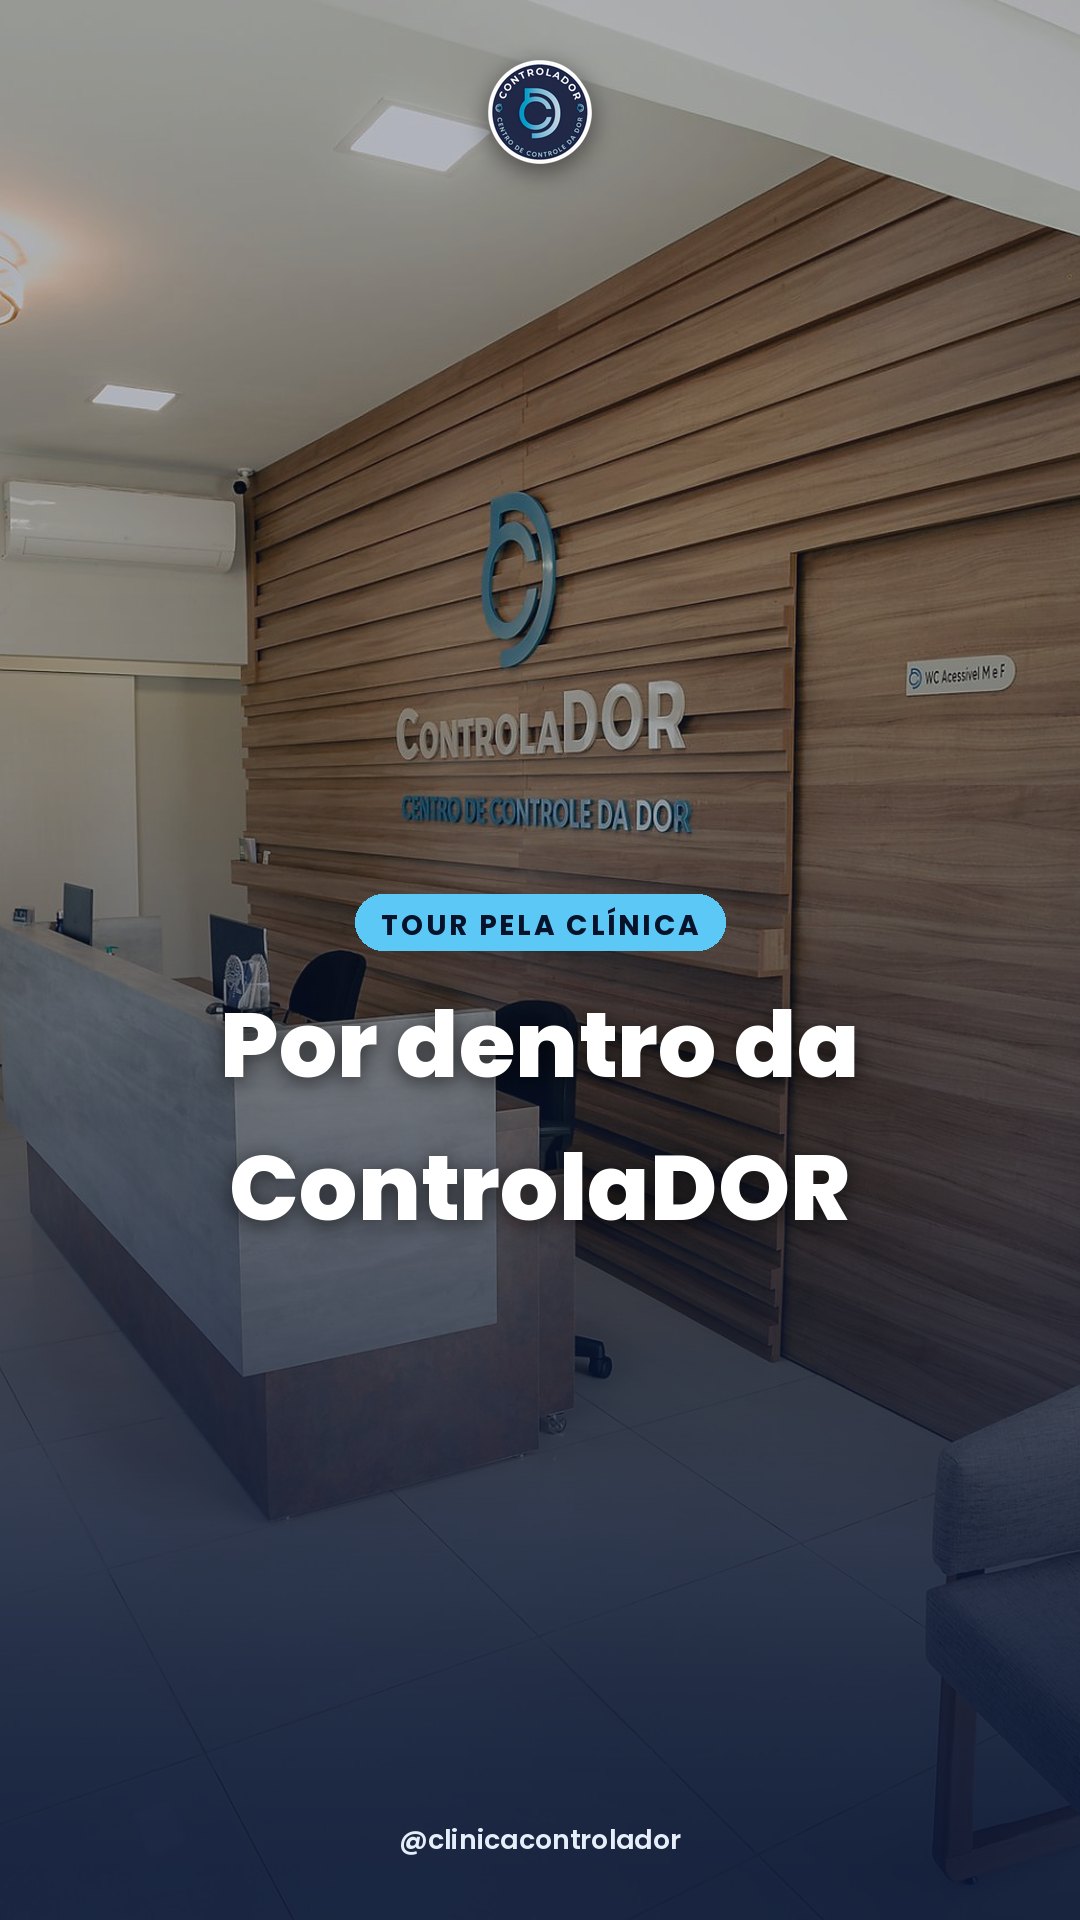 CONTROLADOR
CENTRO DE CONTROLE DA DOR
CONTROLADOR
CENTRO DE CONTROLE DA DOR
WC Acessível M e F
TOUR PELA CLÍNICA
Por dentro da
ControlaDOR
@clinicacontrolador